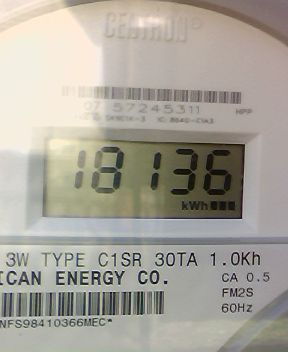 CENTRON
07 57245311 HPP
18136
kWh
3W TYPE C1SR 30TA 1.0Kh
ICAN ENERGY CO. CA 0.5
FM2S
60Hz
NFS98410366MEC*